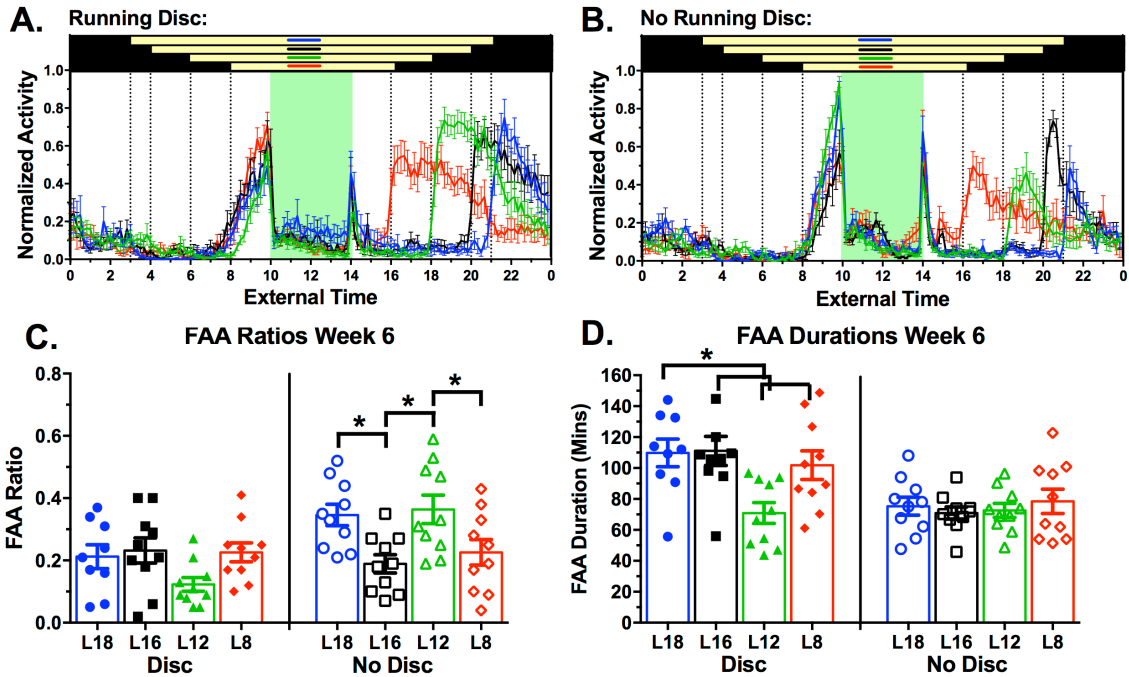 A. Running Disc:
Normalized Activity
1.0
0.8
0.6
0.4
0.2
0.0
0 2 4 6 8 10 12 14 16 18 20 22 0
External Time
B. No Running Disc:
Normalized Activity
1.0
0.8
0.6
0.4
0.2
0.0
0 2 4 6 8 10 12 14 16 18 20 22 0
External Time
C. FAA Ratios Week 6
FAA Ratio
0.8
0.6
0.4
0.2
0.0
* * *
L18 L16 L12 L8 L18 L16 L12 L8
Disc No Disc
D. FAA Durations Week 6
FAA Duration (Mins)
160
140
120
100
80
60
40
20
0
*
L18 L16 L12 L8 L18 L16 L12 L8
Disc No Disc